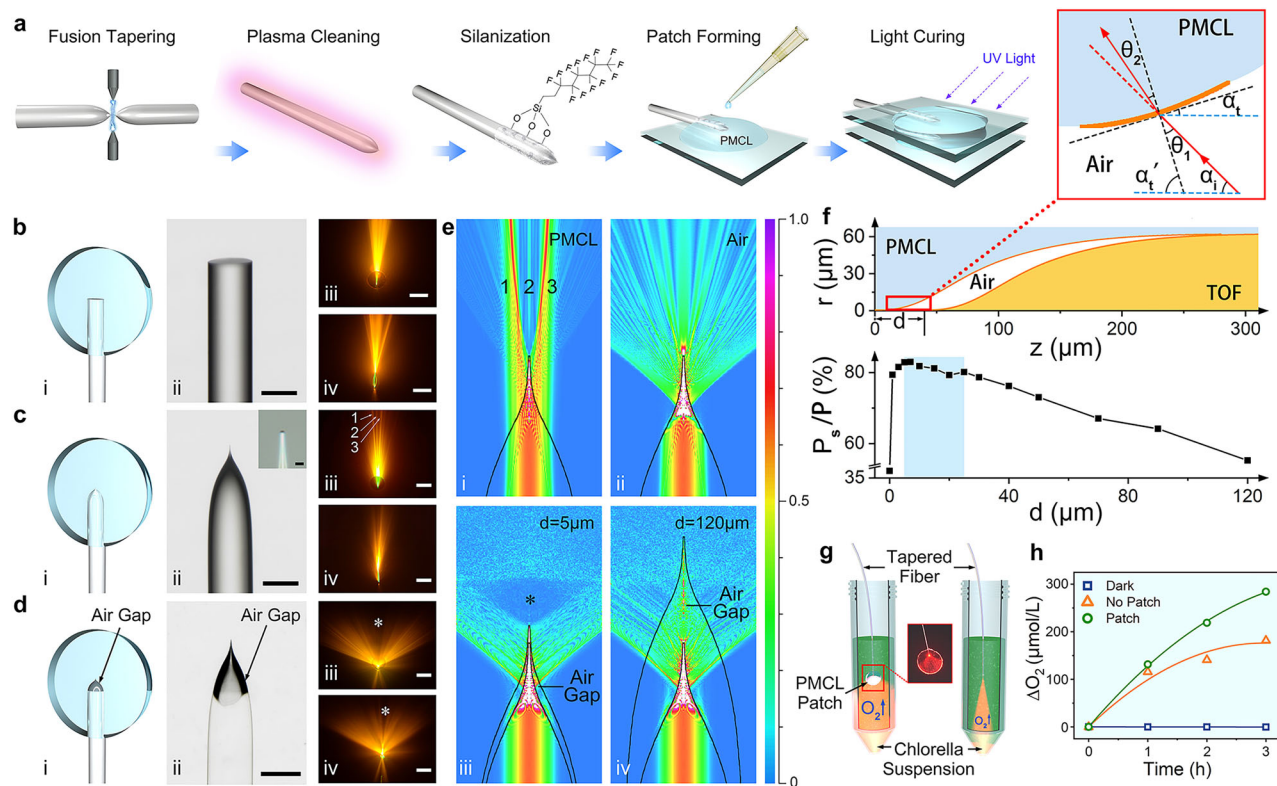 a
Fusion Tapering
Plasma Cleaning
Silanization
Patch Forming
Light Curing
F F F F F F
F
F F F F F F
Si
O O O
PMCL
UV Light
PMCL
θ2
αt
Air
θ1
αt′
αi
b
i
ii
iii
iv
c
i
ii
1
2
3
iii
iv
d
Air Gap
i
Air Gap
ii
*
iii
*
iv
e
PMCL
1 2 3
i
Air
ii
d=5µm
*
Air
Gap
iii
d=120µm
Air
Gap
iv
1.0
0.5
0
f
r (µm)
60
30
0
PMCL
Air
TOF
d
0 100 200 300
z (µm)
Ps/P (%)
80
60
35
0 40 80 120
d (µm)
g
Tapered
Fiber
PMCL
Patch
O2↑
O2↑
Chlorella
Suspension
h
ΔO2 (µmol/L)
300
200
100
0
Dark
No Patch
Patch
0 1 2 3
Time (h)